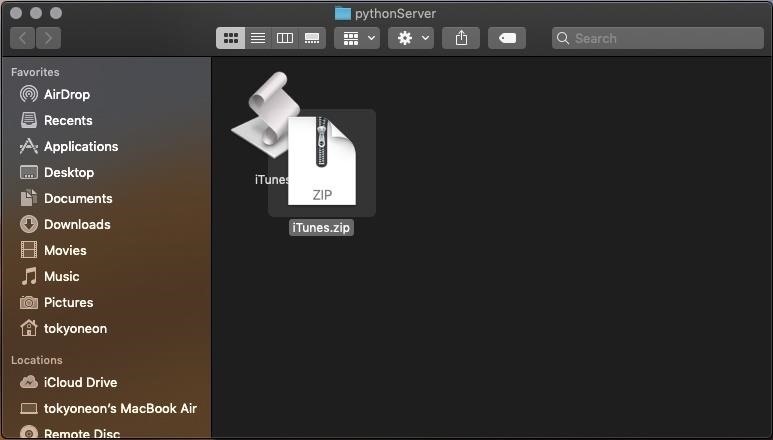 pythonServer
Search
Favorites
AirDrop
Recents
Applications
Desktop
Documents
Downloads
Movies
Music
Pictures
tokyoneon
Locations
iCloud Drive
tokyoneon's MacBook Air
Remote Disc
iTunes
ZIP
iTunes.zip